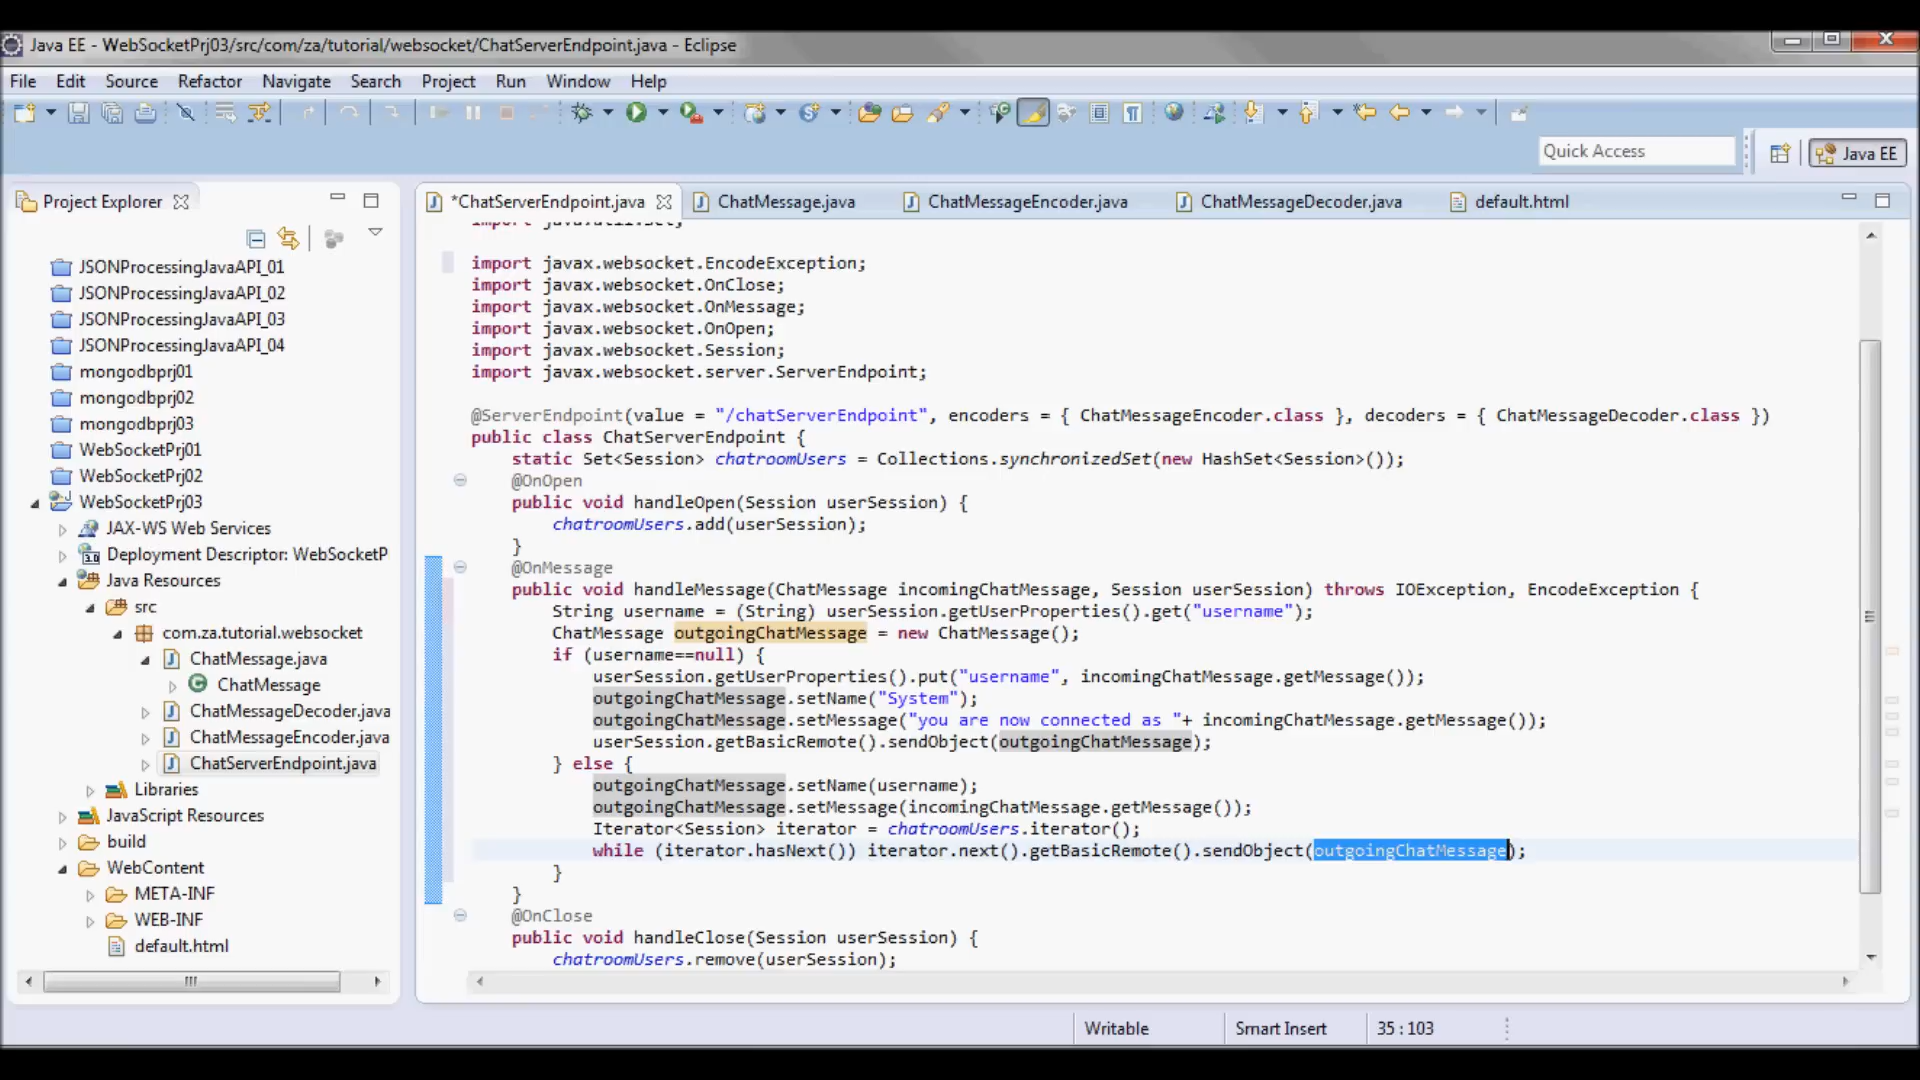 Java EE - WebSocketPrj03/src/com/za/tutorial/websocket/ChatServerEndpoint.java - Eclipse
File Edit Source Refactor Navigate Search Project Run Window Help
Quick Access
Java EE
Project Explorer
JSONProcessingJavaAPI_01
JSONProcessingJavaAPI_02
JSONProcessingJavaAPI_03
JSONProcessingJavaAPI_04
mongodbprj01
mongodbprj02
mongodbprj03
WebSocketPrj01
WebSocketPrj02
WebSocketPrj03
JAX-WS Web Services
Deployment Descriptor: WebSocketP
Java Resources
src
com.za.tutorial.websocket
ChatMessage.java
ChatMessage
ChatMessageDecoder.java
ChatMessageEncoder.java
ChatServerEndpoint.java
Libraries
JavaScript Resources
build
WebContent
META-INF
WEB-INF
default.html
*ChatServerEndpoint.java ChatMessage.java ChatMessageEncoder.java ChatMessageDecoder.java default.html
import java.util.Set;
import javax.websocket.EncodeException;
import javax.websocket.OnClose;
import javax.websocket.OnMessage;
import javax.websocket.OnOpen;
import javax.websocket.Session;
import javax.websocket.server.ServerEndpoint;
@ServerEndpoint(value = "/chatServerEndpoint", encoders = { ChatMessageEncoder.class }, decoders = { ChatMessageDecoder.class })
public class ChatServerEndpoint {
static Set<Session> chatroomUsers = Collections.synchronizedSet(new HashSet<Session>());
@OnOpen
public void handleOpen(Session userSession) {
chatroomUsers.add(userSession);
}
@OnMessage
public void handleMessage(ChatMessage incomingChatMessage, Session userSession) throws IOException, EncodeException {
String username = (String) userSession.getUserProperties().get("username");
ChatMessage outgoingChatMessage = new ChatMessage();
if (username==null) {
userSession.getUserProperties().put("username", incomingChatMessage.getMessage());
outgoingChatMessage.setName("System");
outgoingChatMessage.setMessage("you are now connected as "+ incomingChatMessage.getMessage());
userSession.getBasicRemote().sendObject(outgoingChatMessage);
} else {
outgoingChatMessage.setName(username);
outgoingChatMessage.setMessage(incomingChatMessage.getMessage());
Iterator<Session> iterator = chatroomUsers.iterator();
while (iterator.hasNext()) iterator.next().getBasicRemote().sendObject(outgoingChatMessage);
}
}
@OnClose
public void handleClose(Session userSession) {
chatroomUsers.remove(userSession);
Writable Smart Insert 35 : 103